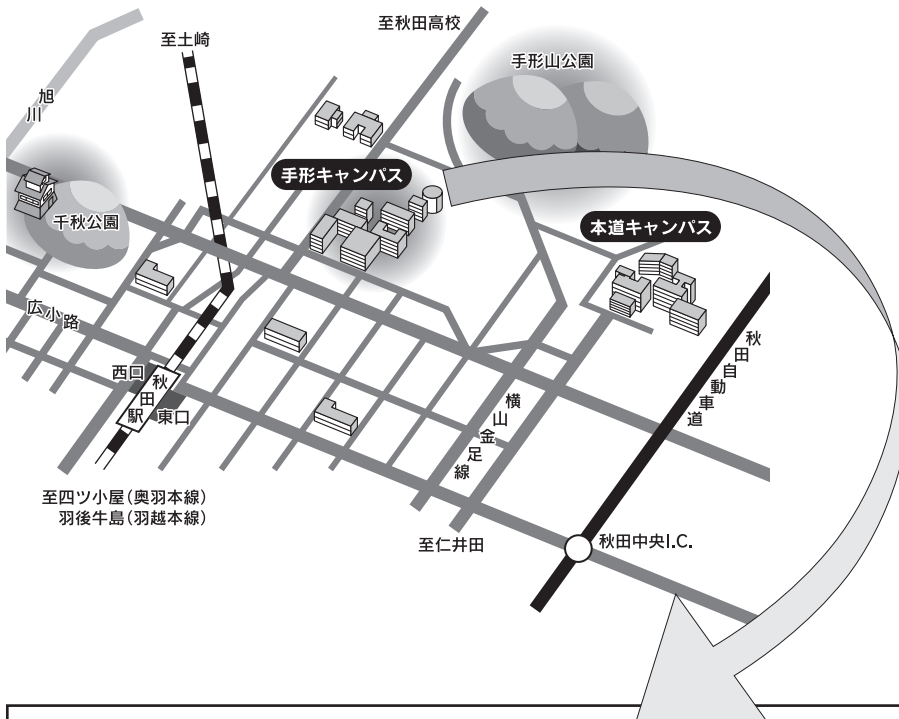 至秋田高校
至土崎
手形山公園
旭川
手形キャンパス
千秋公園
本道キャンパス
広小路
西口
秋田駅
東口
秋田自動車道
横山金足線
至四ツ小屋(奥羽本線)
羽後牛島(羽越本線)
至仁井田
秋田中央I.C.